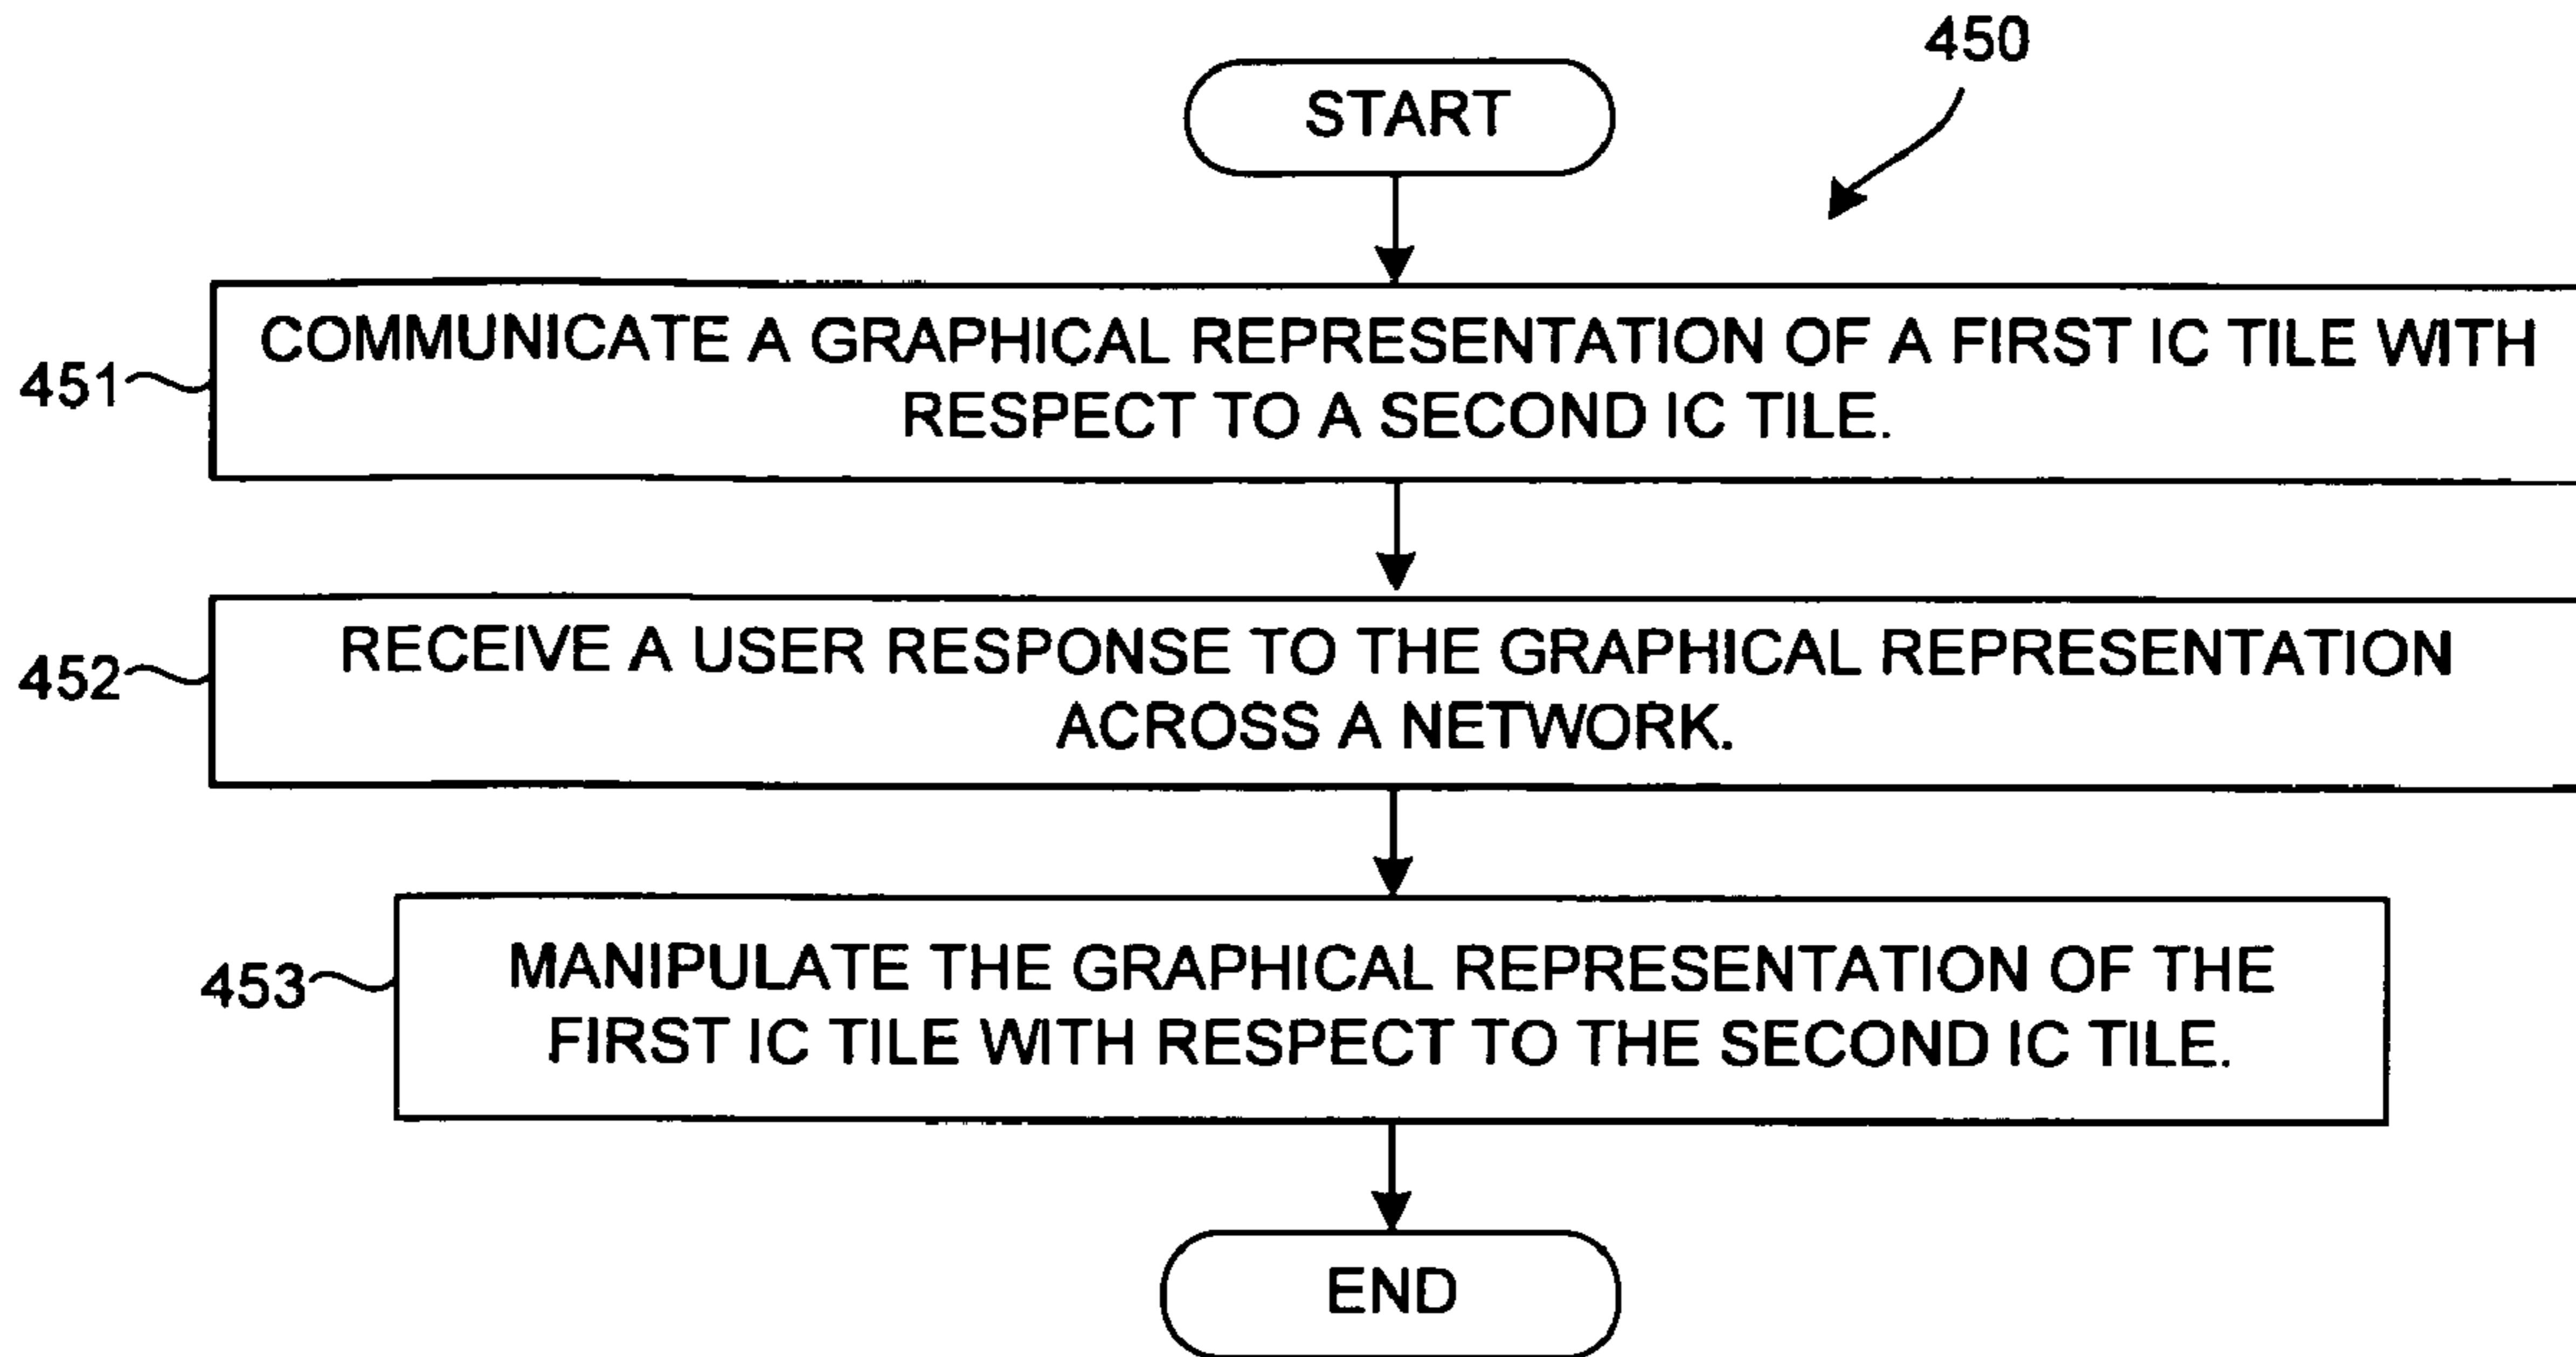 450
START
COMMUNICATE A GRAPHICAL REPRESENTATION OF A FIRST IC TILE WITH
RESPECT TO A SECOND IC TILE.
451
RECEIVE A USER RESPONSE TO THE GRAPHICAL REPRESENTATION
ACROSS A NETWORK.
452
MANIPULATE THE GRAPHICAL REPRESENTATION OF THE
FIRST IC TILE WITH RESPECT TO THE SECOND IC TILE.
453
END